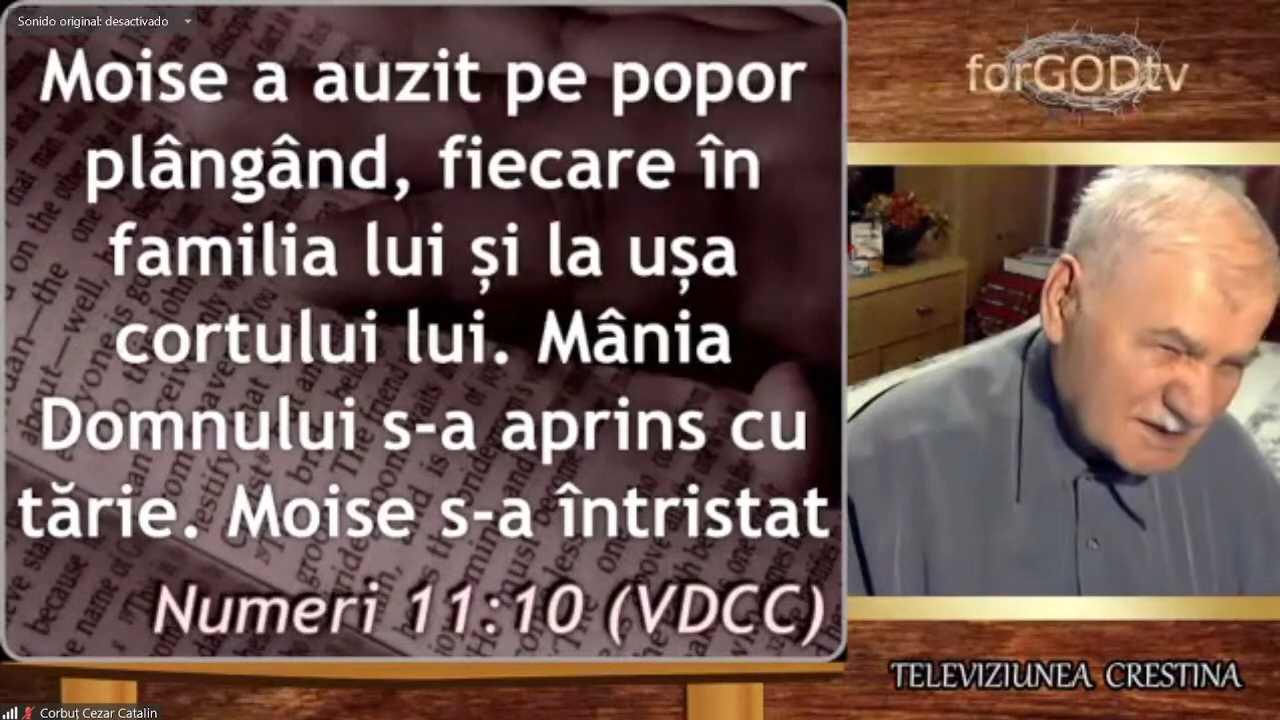 Sonido original: desactivado
Moise a auzit pe popor
plângând, fiecare în
familia lui și la ușa
cortului lui. Mânia
Domnului s-a aprins cu
tărie. Moise s-a întristat
Numeri 11:10 (VDCC)
forGODtv
TELEVIZIUNEA CRESTINA
Corbuț Cezar Catalin